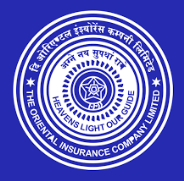 दि ओरिएण्टल इंश्योरेंस कम्पनी लिमिटेड
अग्ने नय सुपथा राये
HEAVENS LIGHT OUR GUIDE
THE ORIENTAL INSURANCE COMPANY LIMITED